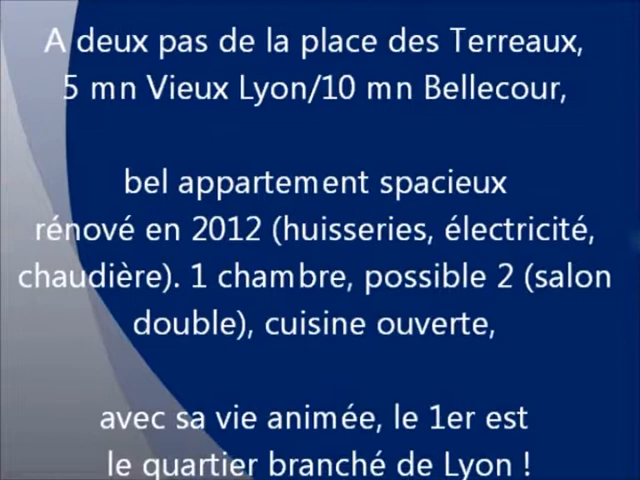 A deux pas de la place des Terreaux,
5 mn Vieux Lyon/10 mn Bellecour,
bel appartement spacieux
rénové en 2012 (huisseries, électricité,
chaudière). 1 chambre, possible 2 (salon
double), cuisine ouverte,
avec sa vie animée, le 1er est
le quartier branché de Lyon !